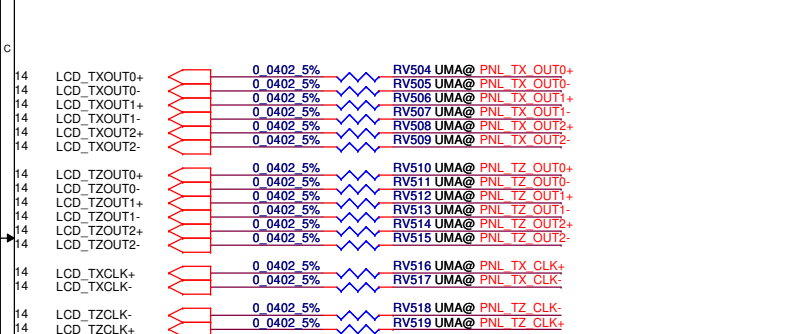 C
14 LCD_TXOUT0+ 0_0402_5% RV504 UMA@ PNL_TX_OUT0+
14 LCD_TXOUT0- 0_0402_5% RV505 UMA@ PNL_TX_OUT0-
14 LCD_TXOUT1+ 0_0402_5% RV506 UMA@ PNL_TX_OUT1+
14 LCD_TXOUT1- 0_0402_5% RV507 UMA@ PNL_TX_OUT1-
14 LCD_TXOUT2+ 0_0402_5% RV508 UMA@ PNL_TX_OUT2+
14 LCD_TXOUT2- 0_0402_5% RV509 UMA@ PNL_TX_OUT2-
14 LCD_TZOUT0+ 0_0402_5% RV510 UMA@ PNL_TZ_OUT0+
14 LCD_TZOUT0- 0_0402_5% RV511 UMA@ PNL_TZ_OUT0-
14 LCD_TZOUT1+ 0_0402_5% RV512 UMA@ PNL_TZ_OUT1+
14 LCD_TZOUT1- 0_0402_5% RV513 UMA@ PNL_TZ_OUT1-
14 LCD_TZOUT2+ 0_0402_5% RV514 UMA@ PNL_TZ_OUT2+
14 LCD_TZOUT2- 0_0402_5% RV515 UMA@ PNL_TZ_OUT2-
14 LCD_TXCLK+ 0_0402_5% RV516 UMA@ PNL_TX_CLK+
14 LCD_TXCLK- 0_0402_5% RV517 UMA@ PNL_TX_CLK-
14 LCD_TZCLK- 0_0402_5% RV518 UMA@ PNL_TZ_CLK-
14 LCD_TZCLK+ 0_0402_5% RV519 UMA@ PNL_TZ_CLK+